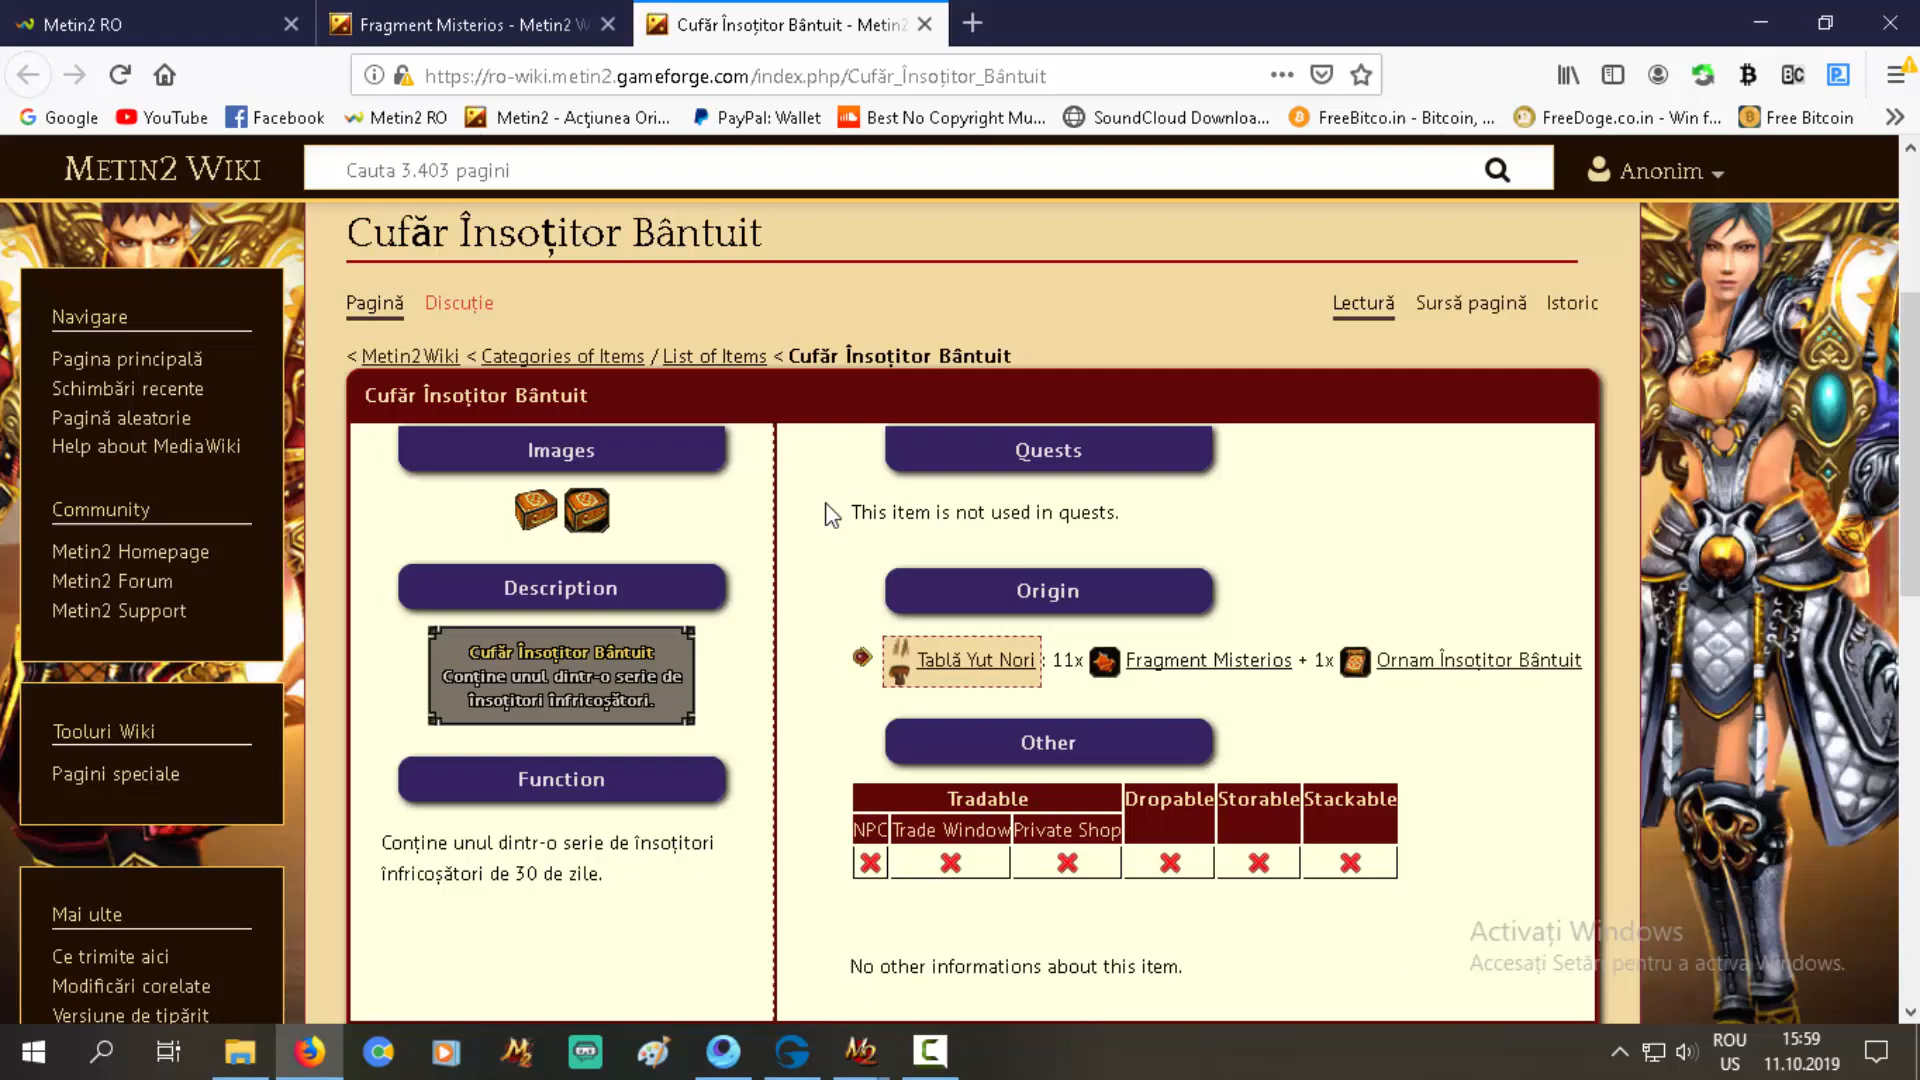 Metin2 RO
Fragment Misterios - Metin2 W
Cufăr Însoțitor Bântuit - Metin2
https://ro-wiki.metin2.gameforge.com/index.php/Cufăr_Însoțitor_Bântuit
Google YouTube Facebook Metin2 RO Metin2 - Acţiunea Ori... PayPal: Wallet Best No Copyright Mu... SoundCloud Downloa... FreeBitco.in - Bitcoin, ... FreeDoge.co.in - Win f... Free Bitcoin
Metin2 Wiki
Cauta 3.403 pagini
Anonim
Cufăr Însoțitor Bântuit
Pagină Discuție
Lectură Sursă pagină Istoric
< Metin2Wiki < Categories of Items / List of Items < Cufăr Însoțitor Bântuit
Navigare
Pagina principală
Schimbări recente
Pagină aleatorie
Help about MediaWiki
Community
Metin2 Homepage
Metin2 Forum
Metin2 Support
Tooluri Wiki
Pagini speciale
Mai ulte
Ce trimite aici
Modificări corelate
Versiune de tipărit
Cufăr Însoțitor Bântuit
Images
Description
Cufăr Însoțitor Bântuit
Conține unul dintr-o serie de
însoțitori înfricoșători.
Function
Conține unul dintr-o serie de însoțitori
înfricoșători de 30 de zile.
Quests
This item is not used in quests.
Origin
Tablă Yut Nori : 11x Fragment Misterios + 1x Ornam Însoțitor Bântuit
Other
Tradable Dropable Storable Stackable
NPC Trade Window Private Shop
No other informations about this item.
Activați Windows
Accesați Setări pentru a activa Windows.
ROU
US
15:59
11.10.2019